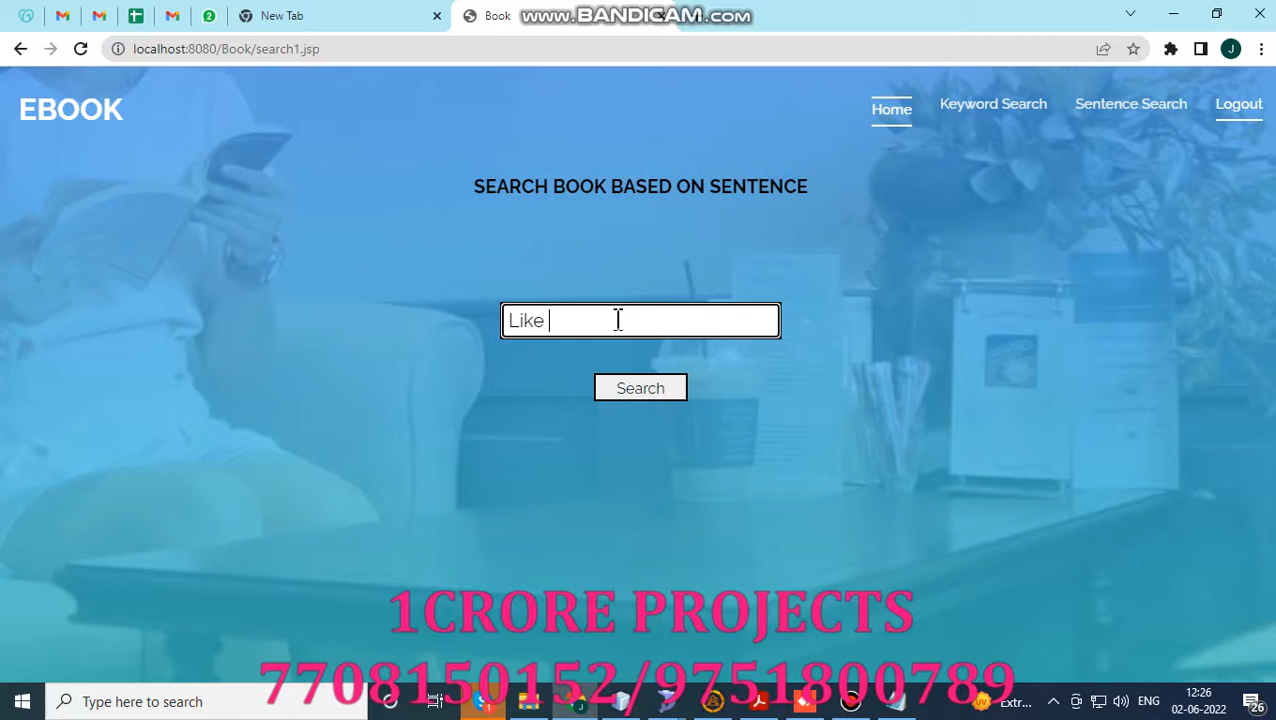 New Tab
Book
www.BANDICAM.com
localhost:8080/Book/search1.jsp
J
EBOOK
Home
Keyword Search
Sentence Search
Logout
SEARCH BOOK BASED ON SENTENCE
Like
Search
1CRORE PROJECTS
7708150152/9751800789
Type here to search
Extr...
ENG
12:26
02-06-2022
26